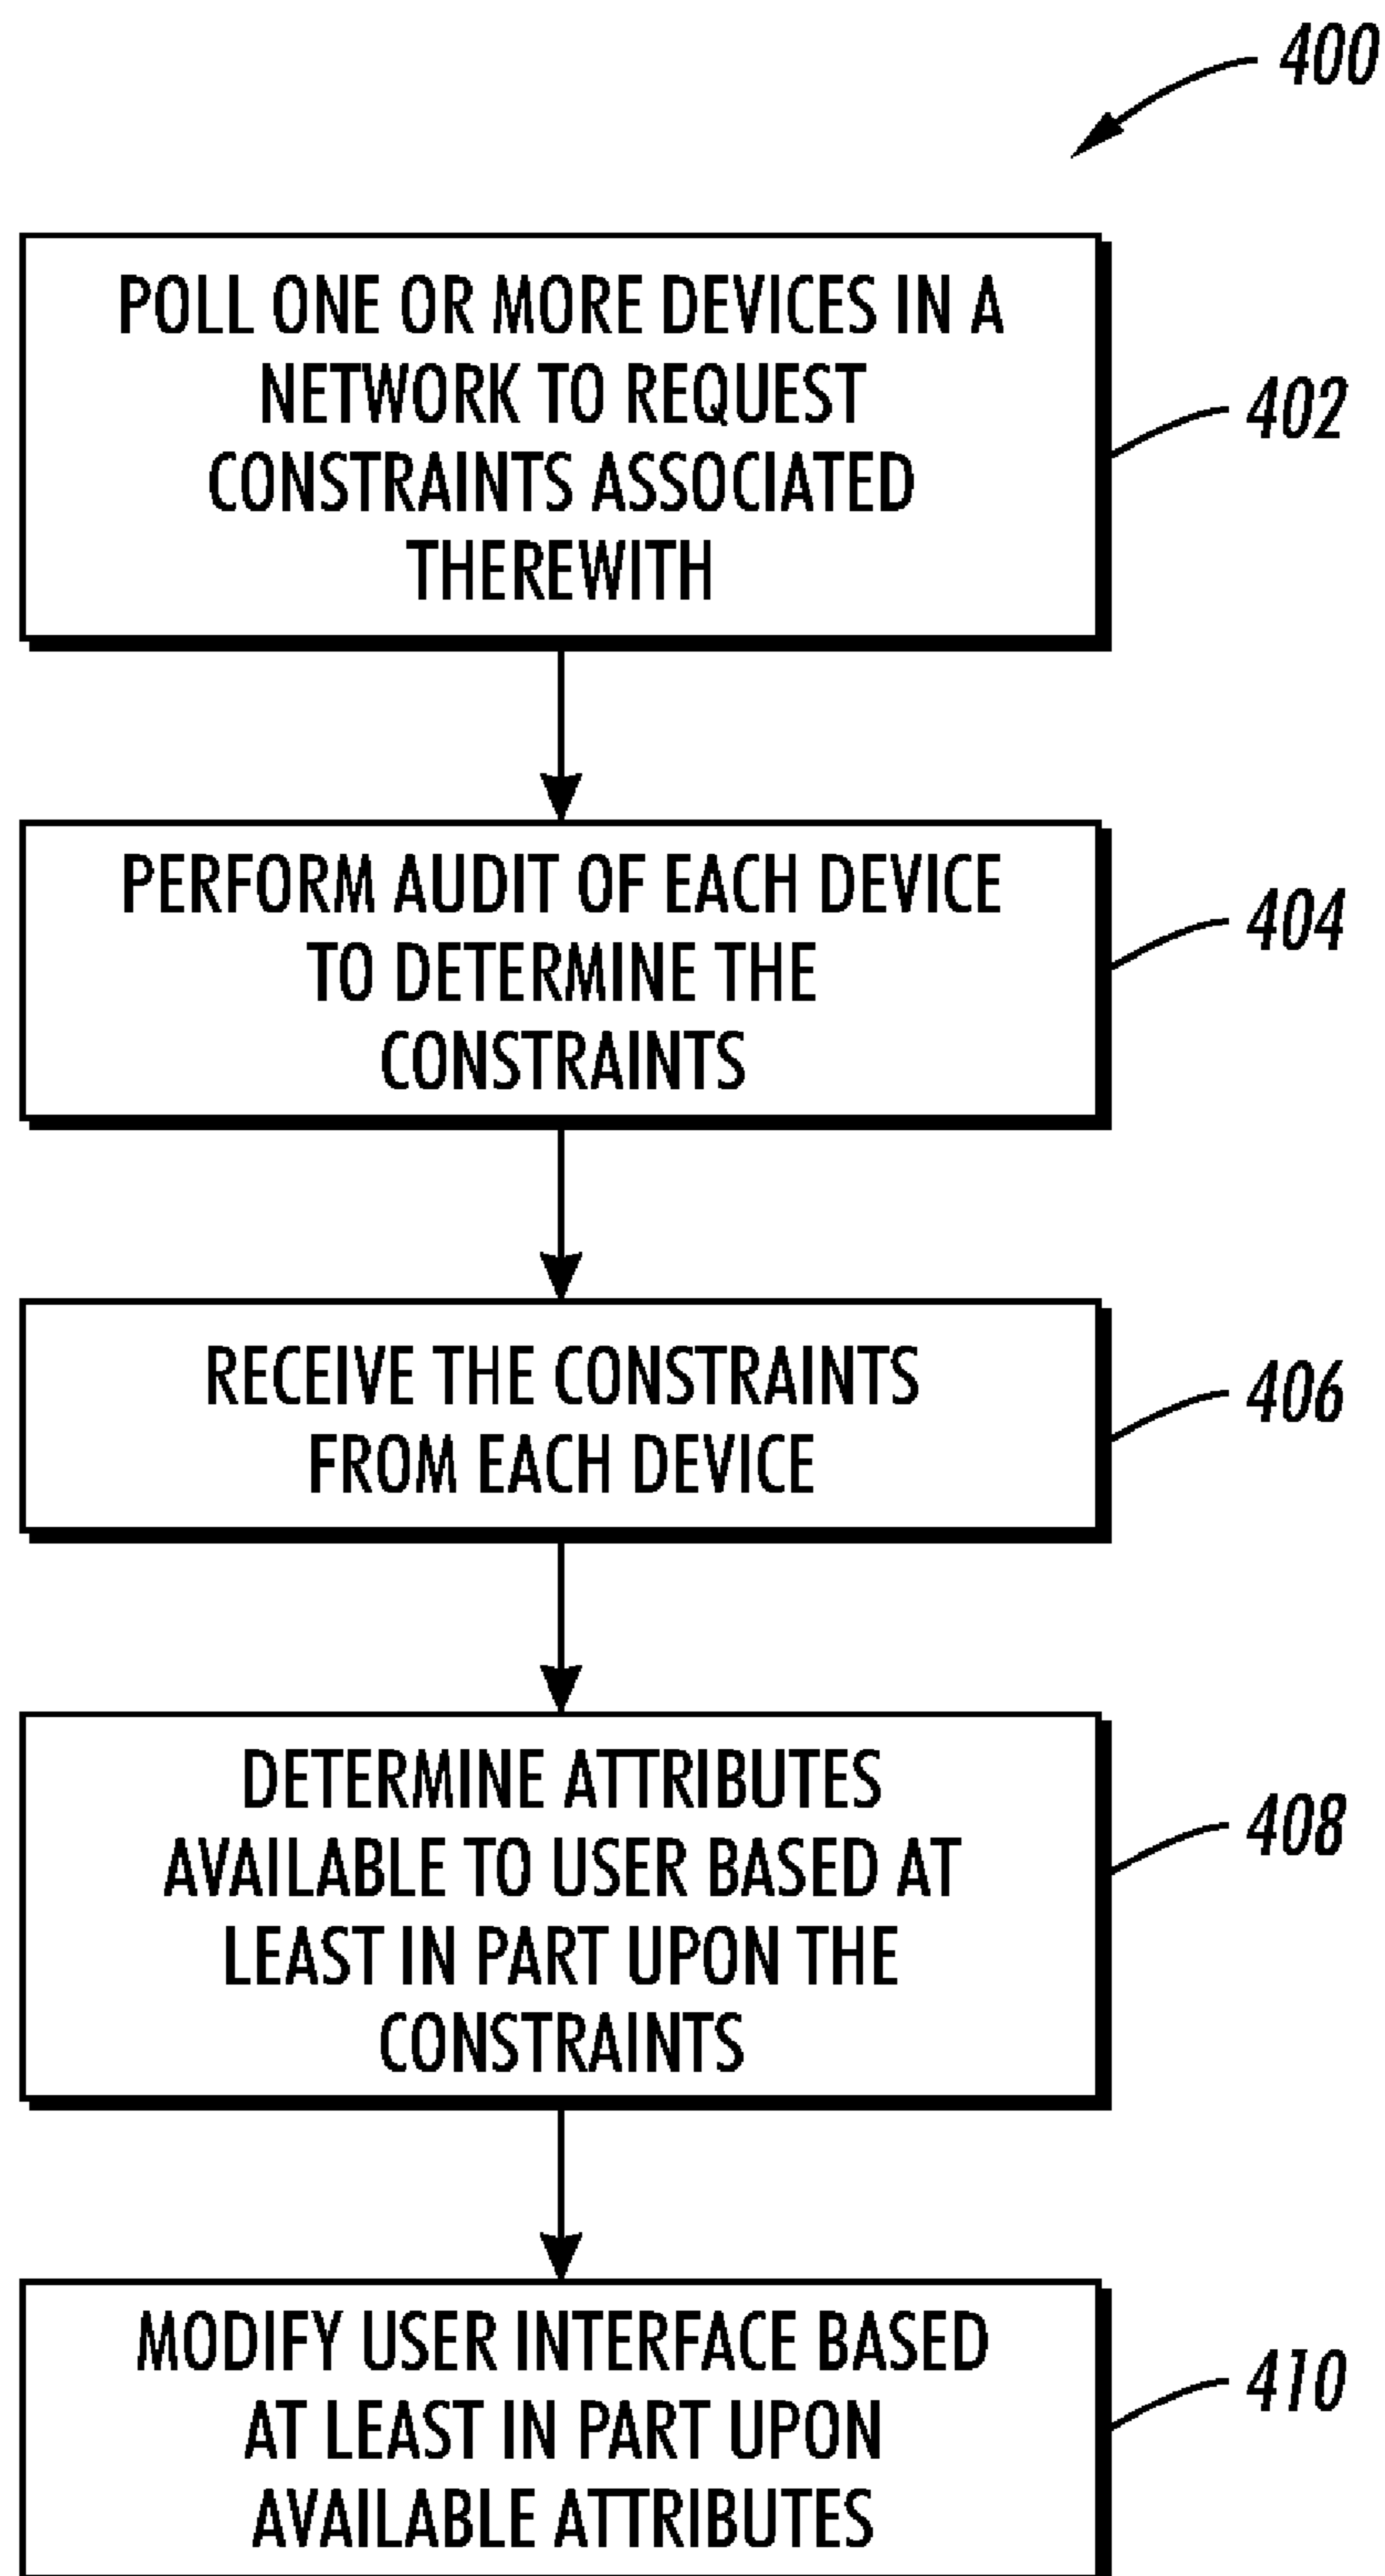 400
POLL ONE OR MORE DEVICES IN A
NETWORK TO REQUEST
CONSTRAINTS ASSOCIATED
THEREWITH
402
PERFORM AUDIT OF EACH DEVICE
TO DETERMINE THE
CONSTRAINTS
404
RECEIVE THE CONSTRAINTS
FROM EACH DEVICE
406
DETERMINE ATTRIBUTES
AVAILABLE TO USER BASED AT
LEAST IN PART UPON THE
CONSTRAINTS
408
MODIFY USER INTERFACE BASED
AT LEAST IN PART UPON
AVAILABLE ATTRIBUTES
410